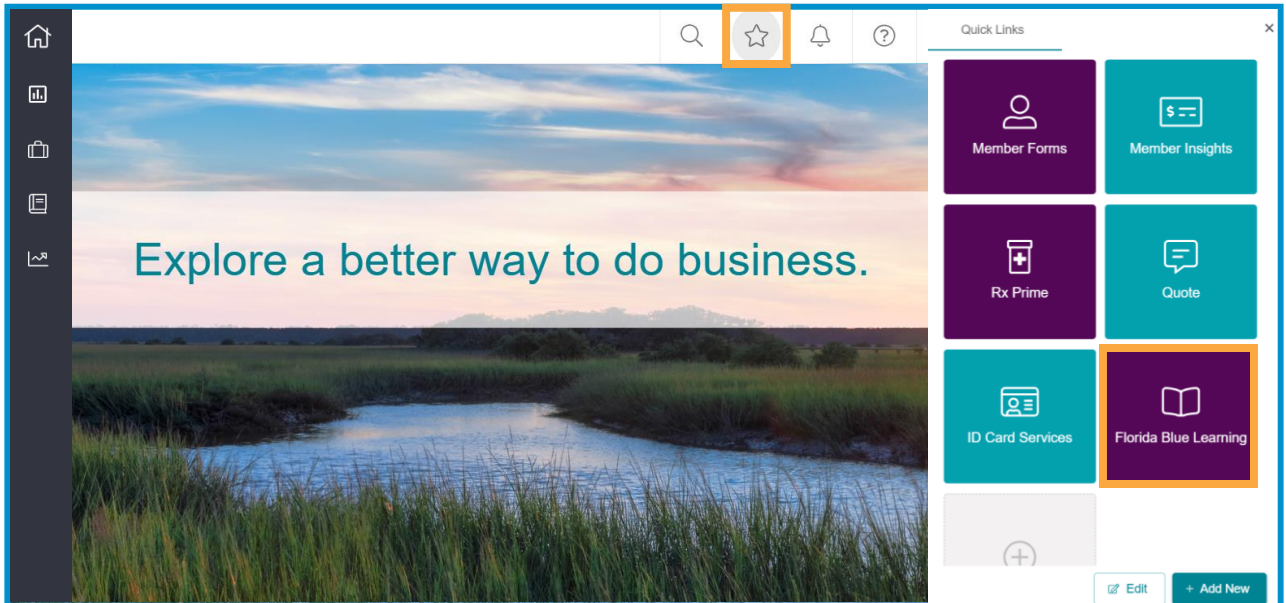 Quick Links
×
Explore a better way to do business.
Member Forms
Member Insights
Rx Prime
Quote
ID Card Services
Florida Blue Learning
Edit
+ Add New